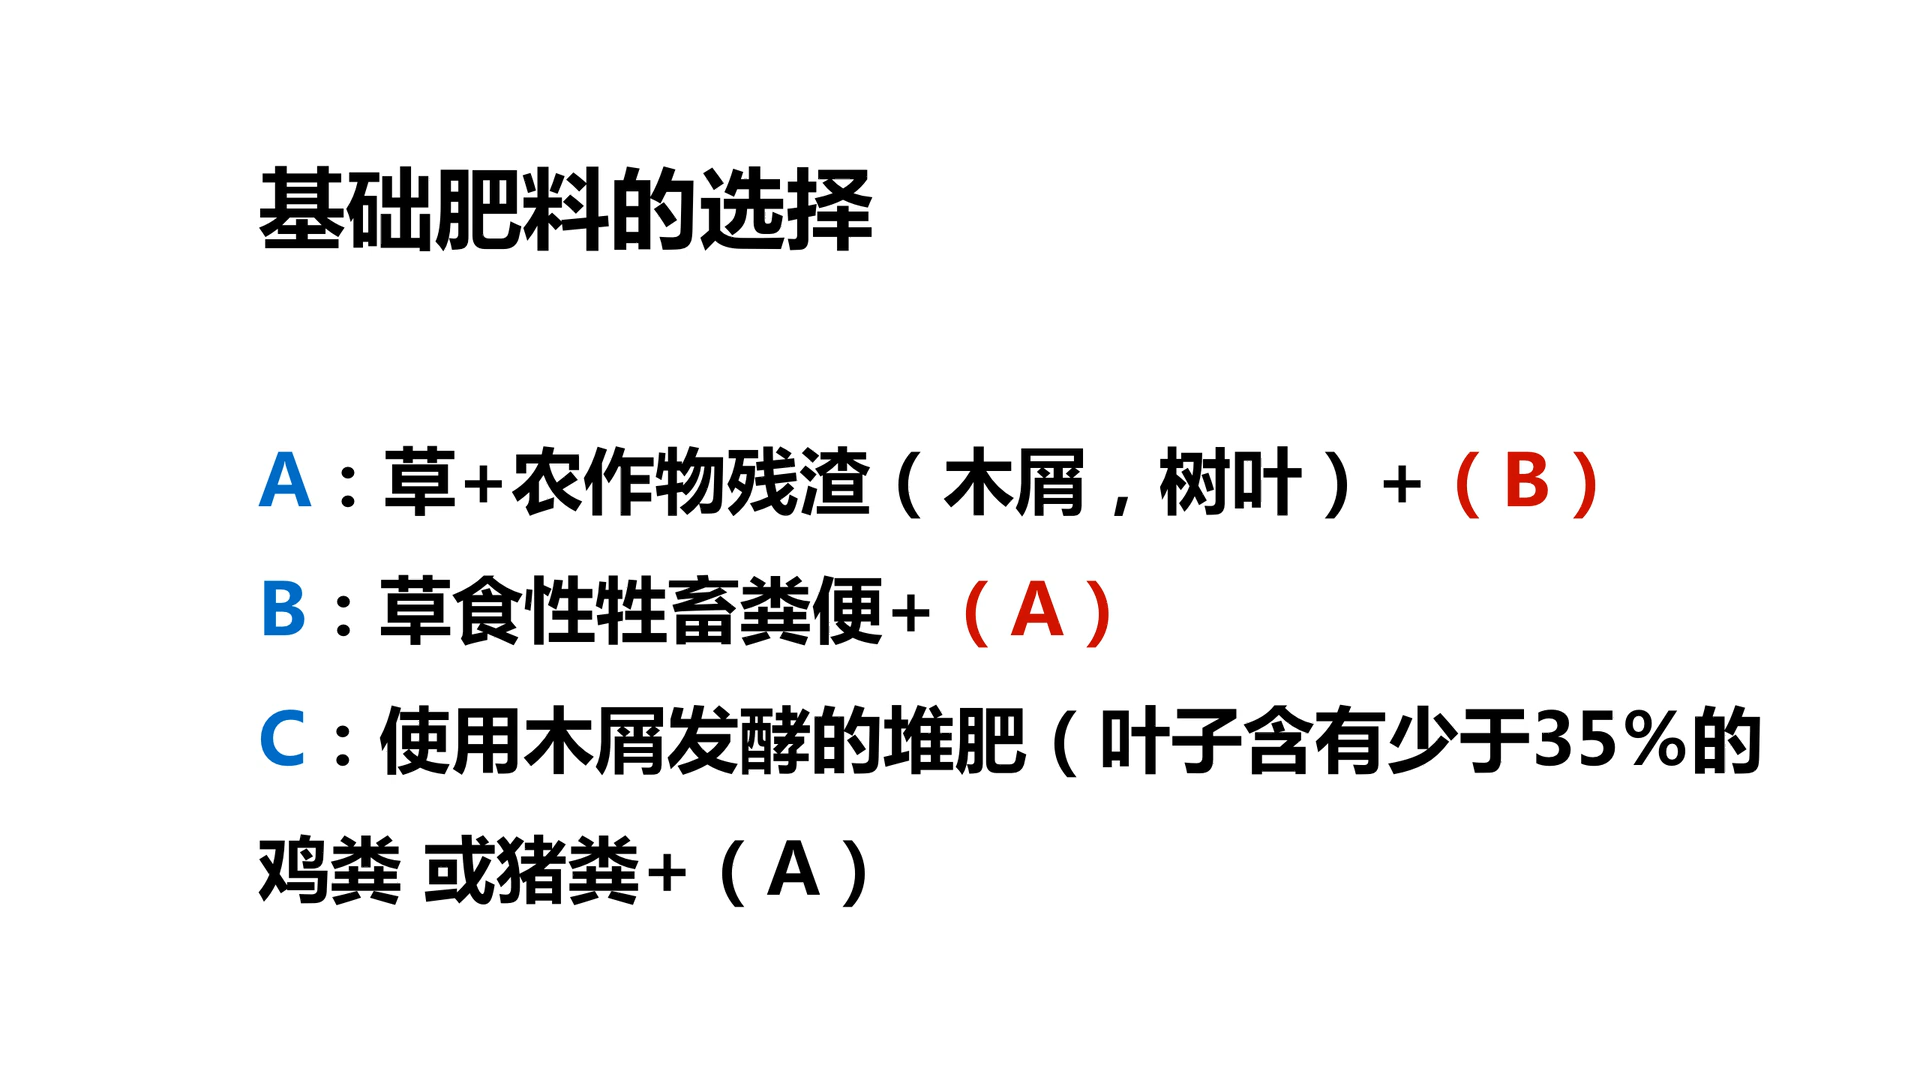 基础肥料的选择
A：草+农作物残渣（木屑，树叶）+（B）
B：草食性牲畜粪便+（A）
C：使用木屑发酵的堆肥（叶子含有少于35%的
鸡粪 或猪粪+（A）